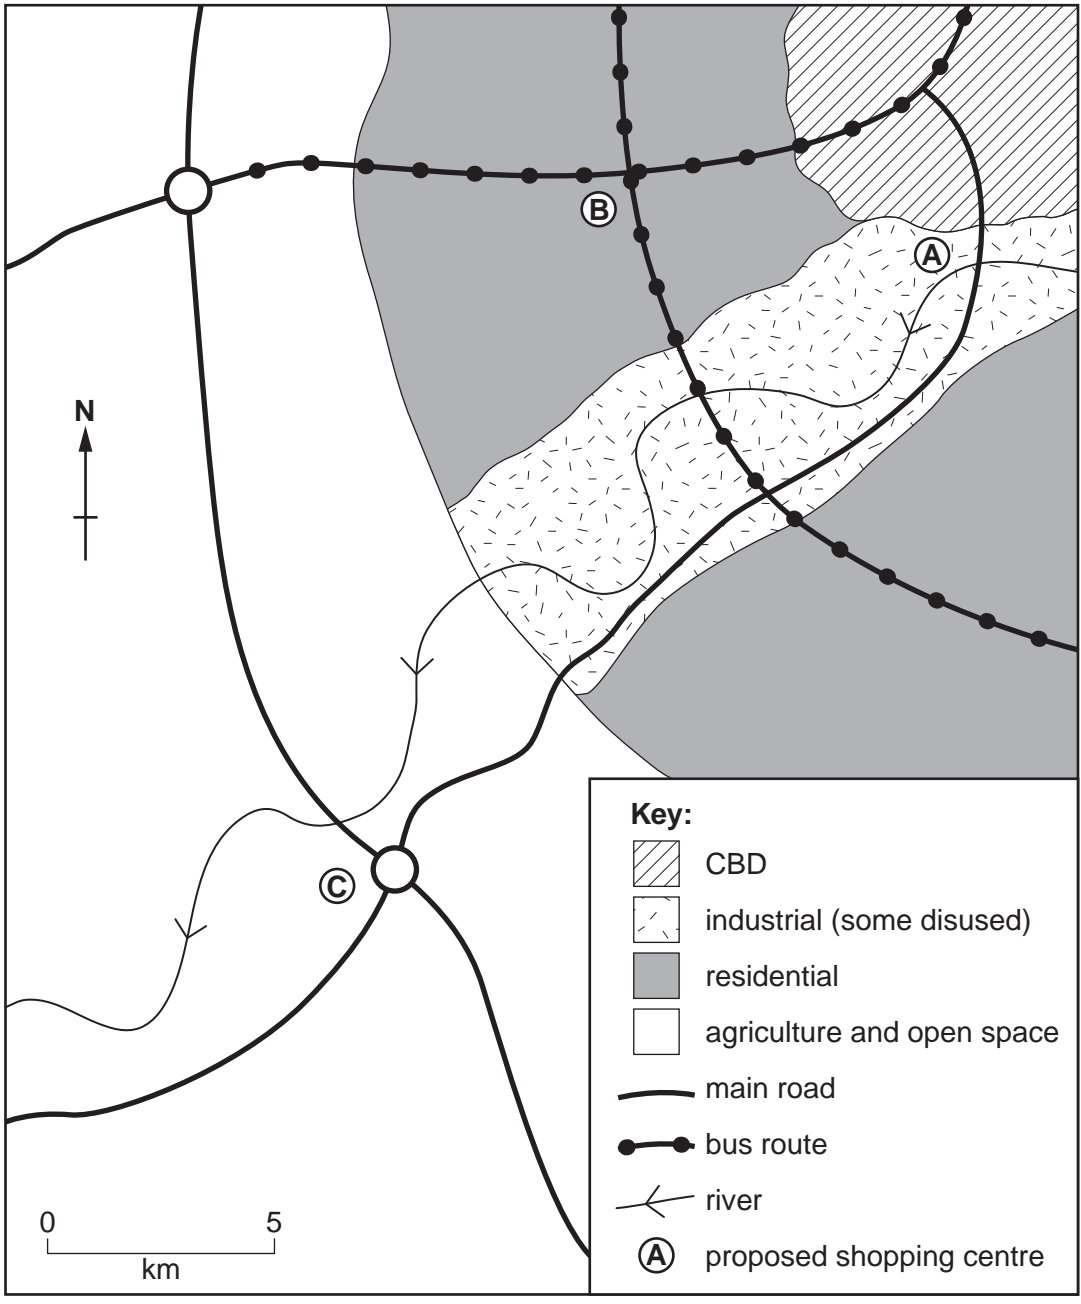 B
A
N
C
Key:
CBD
industrial (some disused)
residential
agriculture and open space
main road
bus route
river
A proposed shopping centre
0 5
km